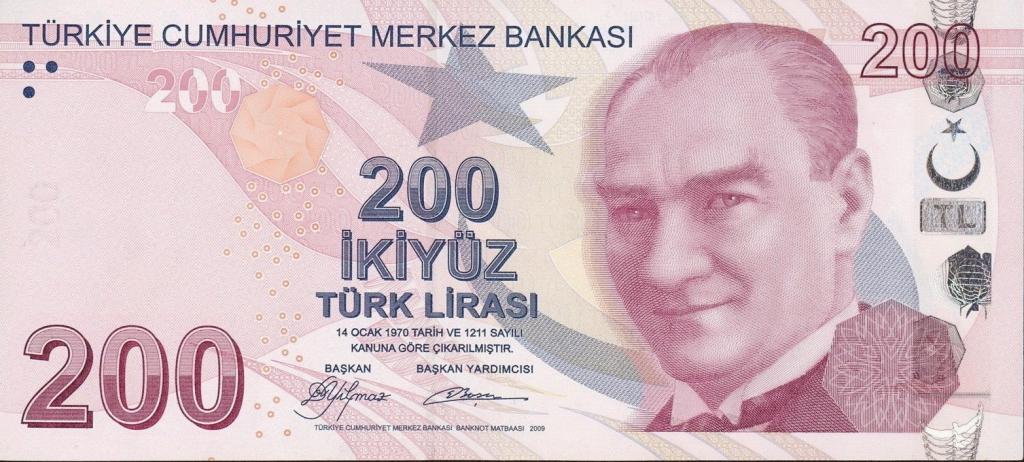 TÜRKİYE CUMHURİYET MERKEZ BANKASI
200
200
200
İKİYÜZ
TÜRK LİRASI
TL
14 OCAK 1970 TARİH VE 1211 SAYILI
KANUNA GÖRE ÇIKARILMIŞTIR.
BAŞKAN BAŞKAN YARDIMCISI
200
TÜRKİYE CUMHURİYET MERKEZ BANKASI BANKNOT MATBAASI 2009